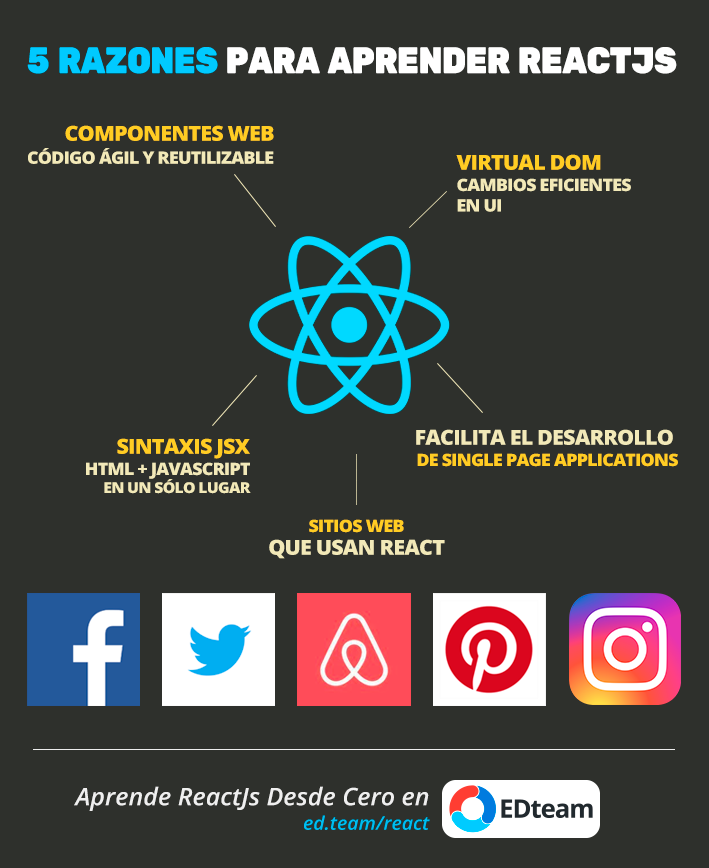 5 RAZONES PARA APRENDER REACTJS
COMPONENTES WEB
CÓDIGO ÁGIL Y REUTILIZABLE
VIRTUAL DOM
CAMBIOS EFICIENTES
EN UI
SINTAXIS JSX
HTML + JAVASCRIPT
EN UN SÓLO LUGAR
FACILITA EL DESARROLLO
DE SINGLE PAGE APPLICATIONS
SITIOS WEB
QUE USAN REACT
Aprende ReactJs Desde Cero en
ed.team/react
EDteam